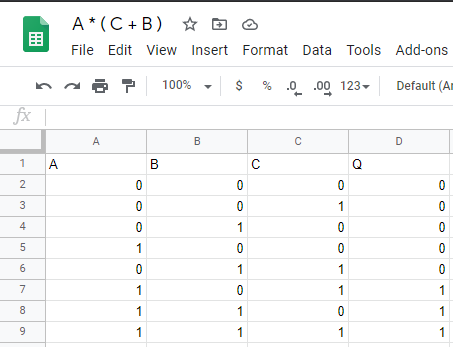 A * ( C + B )
File Edit View Insert Format Data Tools Add-ons
100% $ % .0 .00 123 Default (Ar
fx
A B C D
1 A B C Q
2 0 0 0 0
3 0 0 1 0
4 0 1 0 0
5 1 0 0 0
6 0 1 1 0
7 1 0 1 1
8 1 1 0 1
9 1 1 1 1